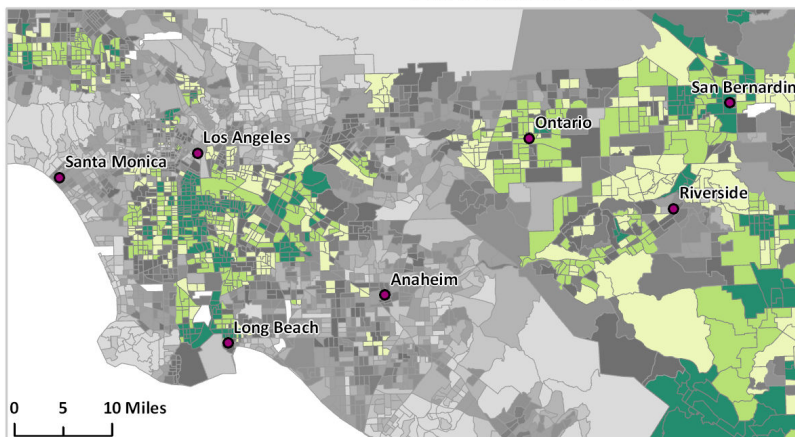 San Bernardin
Ontario
Los Angeles
Santa Monica
Riverside
Anaheim
Long Beach
0 5 10 Miles